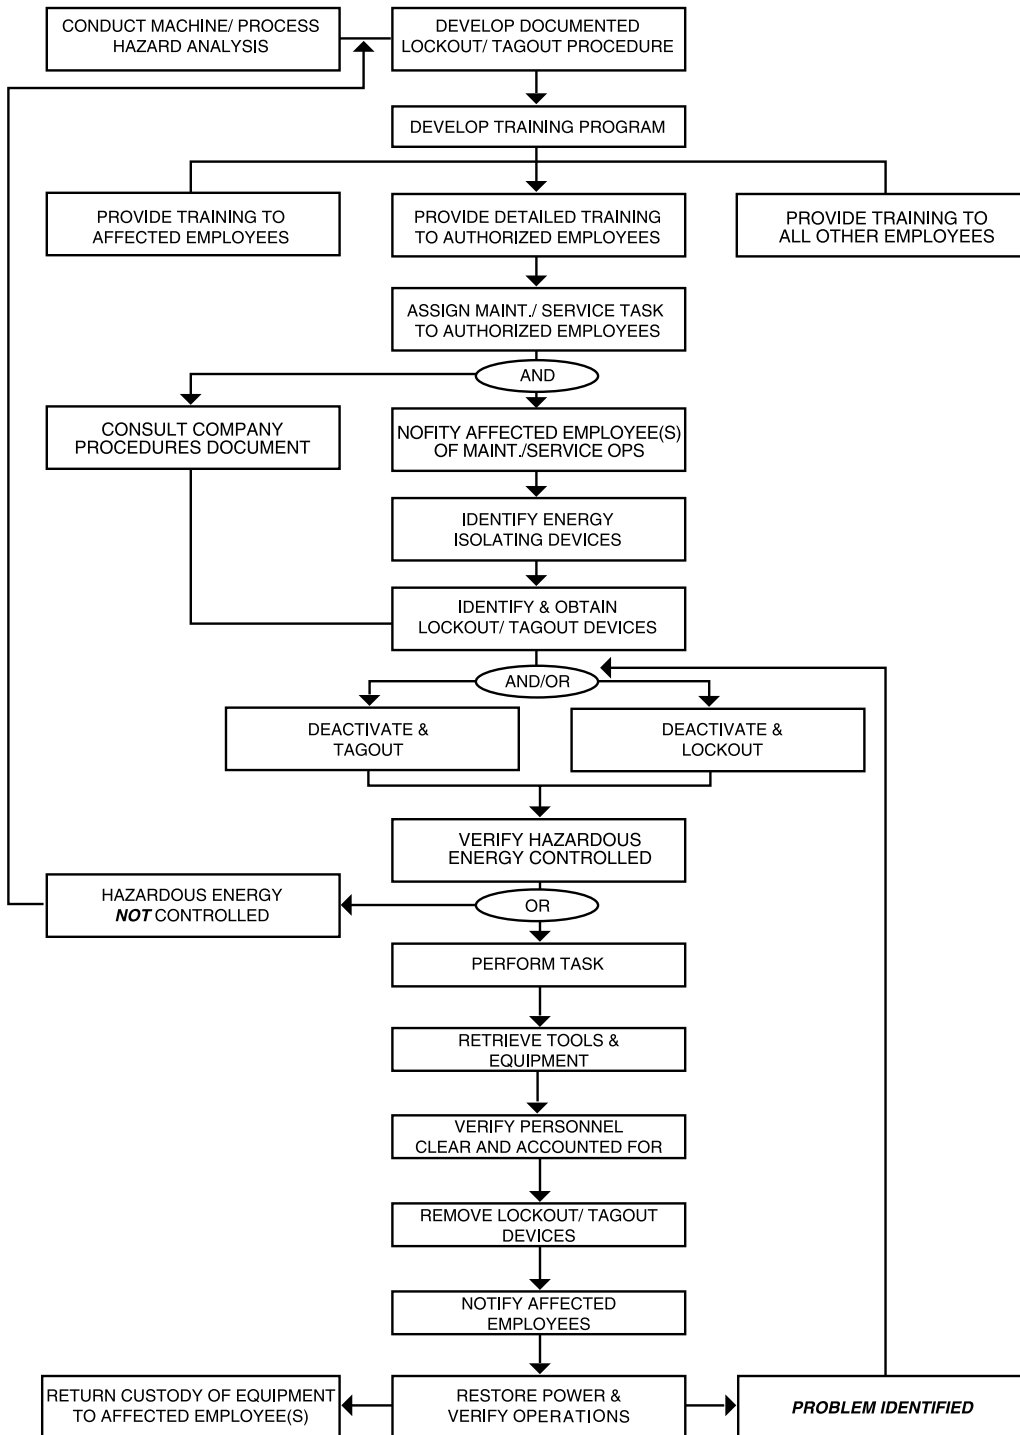 CONDUCT MACHINE/ PROCESS
HAZARD ANALYSIS
DEVELOP DOCUMENTED
LOCKOUT/ TAGOUT PROCEDURE
DEVELOP TRAINING PROGRAM
PROVIDE TRAINING TO
AFFECTED EMPLOYEES
PROVIDE DETAILED TRAINING
TO AUTHORIZED EMPLOYEES
PROVIDE TRAINING TO
ALL OTHER EMPLOYEES
ASSIGN MAINT./ SERVICE TASK
TO AUTHORIZED EMPLOYEES
AND
CONSULT COMPANY
PROCEDURES DOCUMENT
NOFITY AFFECTED EMPLOYEE(S)
OF MAINT./SERVICE OPS
IDENTIFY ENERGY
ISOLATING DEVICES
IDENTIFY & OBTAIN
LOCKOUT/ TAGOUT DEVICES
AND/OR
DEACTIVATE &
TAGOUT
DEACTIVATE &
LOCKOUT
VERIFY HAZARDOUS
ENERGY CONTROLLED
HAZARDOUS ENERGY
NOT CONTROLLED
OR
PERFORM TASK
RETRIEVE TOOLS &
EQUIPMENT
VERIFY PERSONNEL
CLEAR AND ACCOUNTED FOR
REMOVE LOCKOUT/ TAGOUT
DEVICES
NOTIFY AFFECTED
EMPLOYEES
RETURN CUSTODY OF EQUIPMENT
TO AFFECTED EMPLOYEE(S)
RESTORE POWER &
VERIFY OPERATIONS
PROBLEM IDENTIFIED